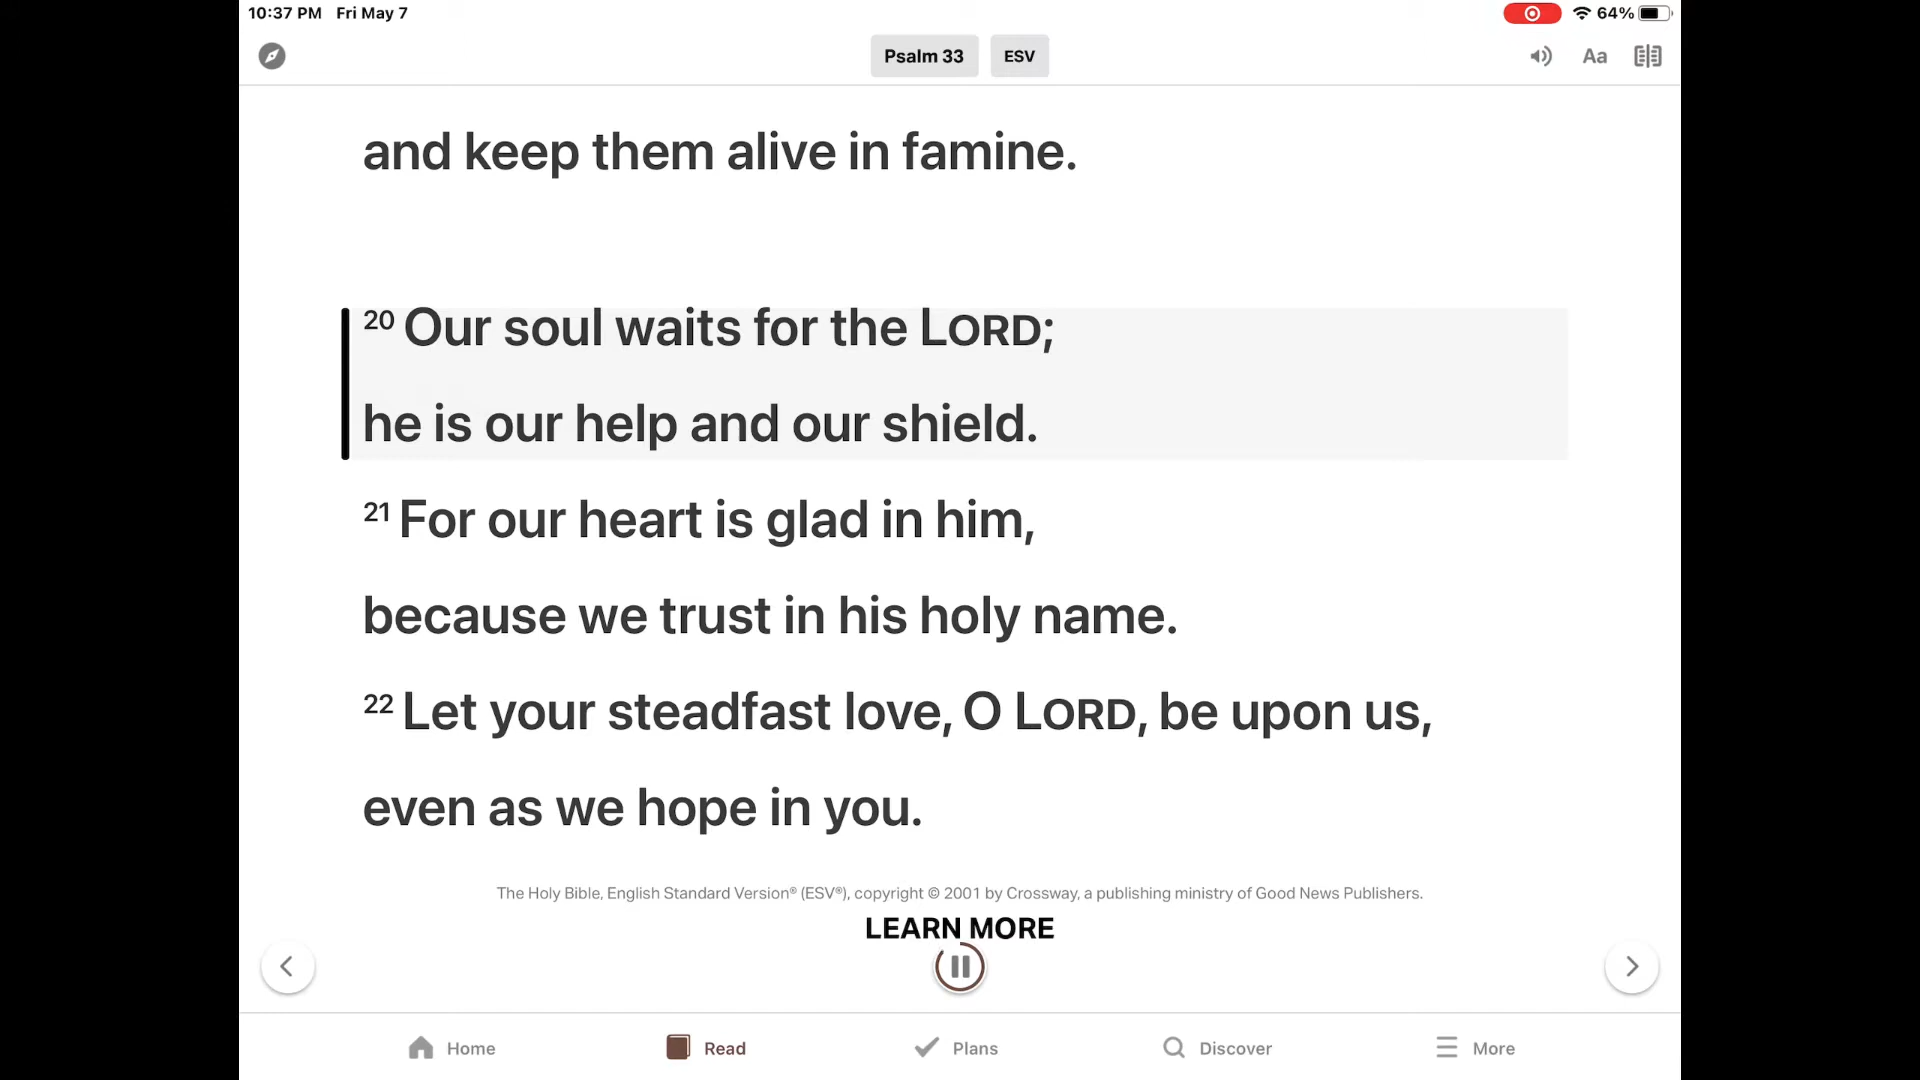 10:37 PM Fri May 7 64%
Psalm 33 ESV Aa
and keep them alive in famine.
20 Our soul waits for the LORD;
he is our help and our shield.
21 For our heart is glad in him,
because we trust in his holy name.
22 Let your steadfast love, O LORD, be upon us,
even as we hope in you.
The Holy Bible, English Standard Version® (ESV®), copyright © 2001 by Crossway, a publishing ministry of Good News Publishers.
LEARN MORE
Home Read Plans Discover More